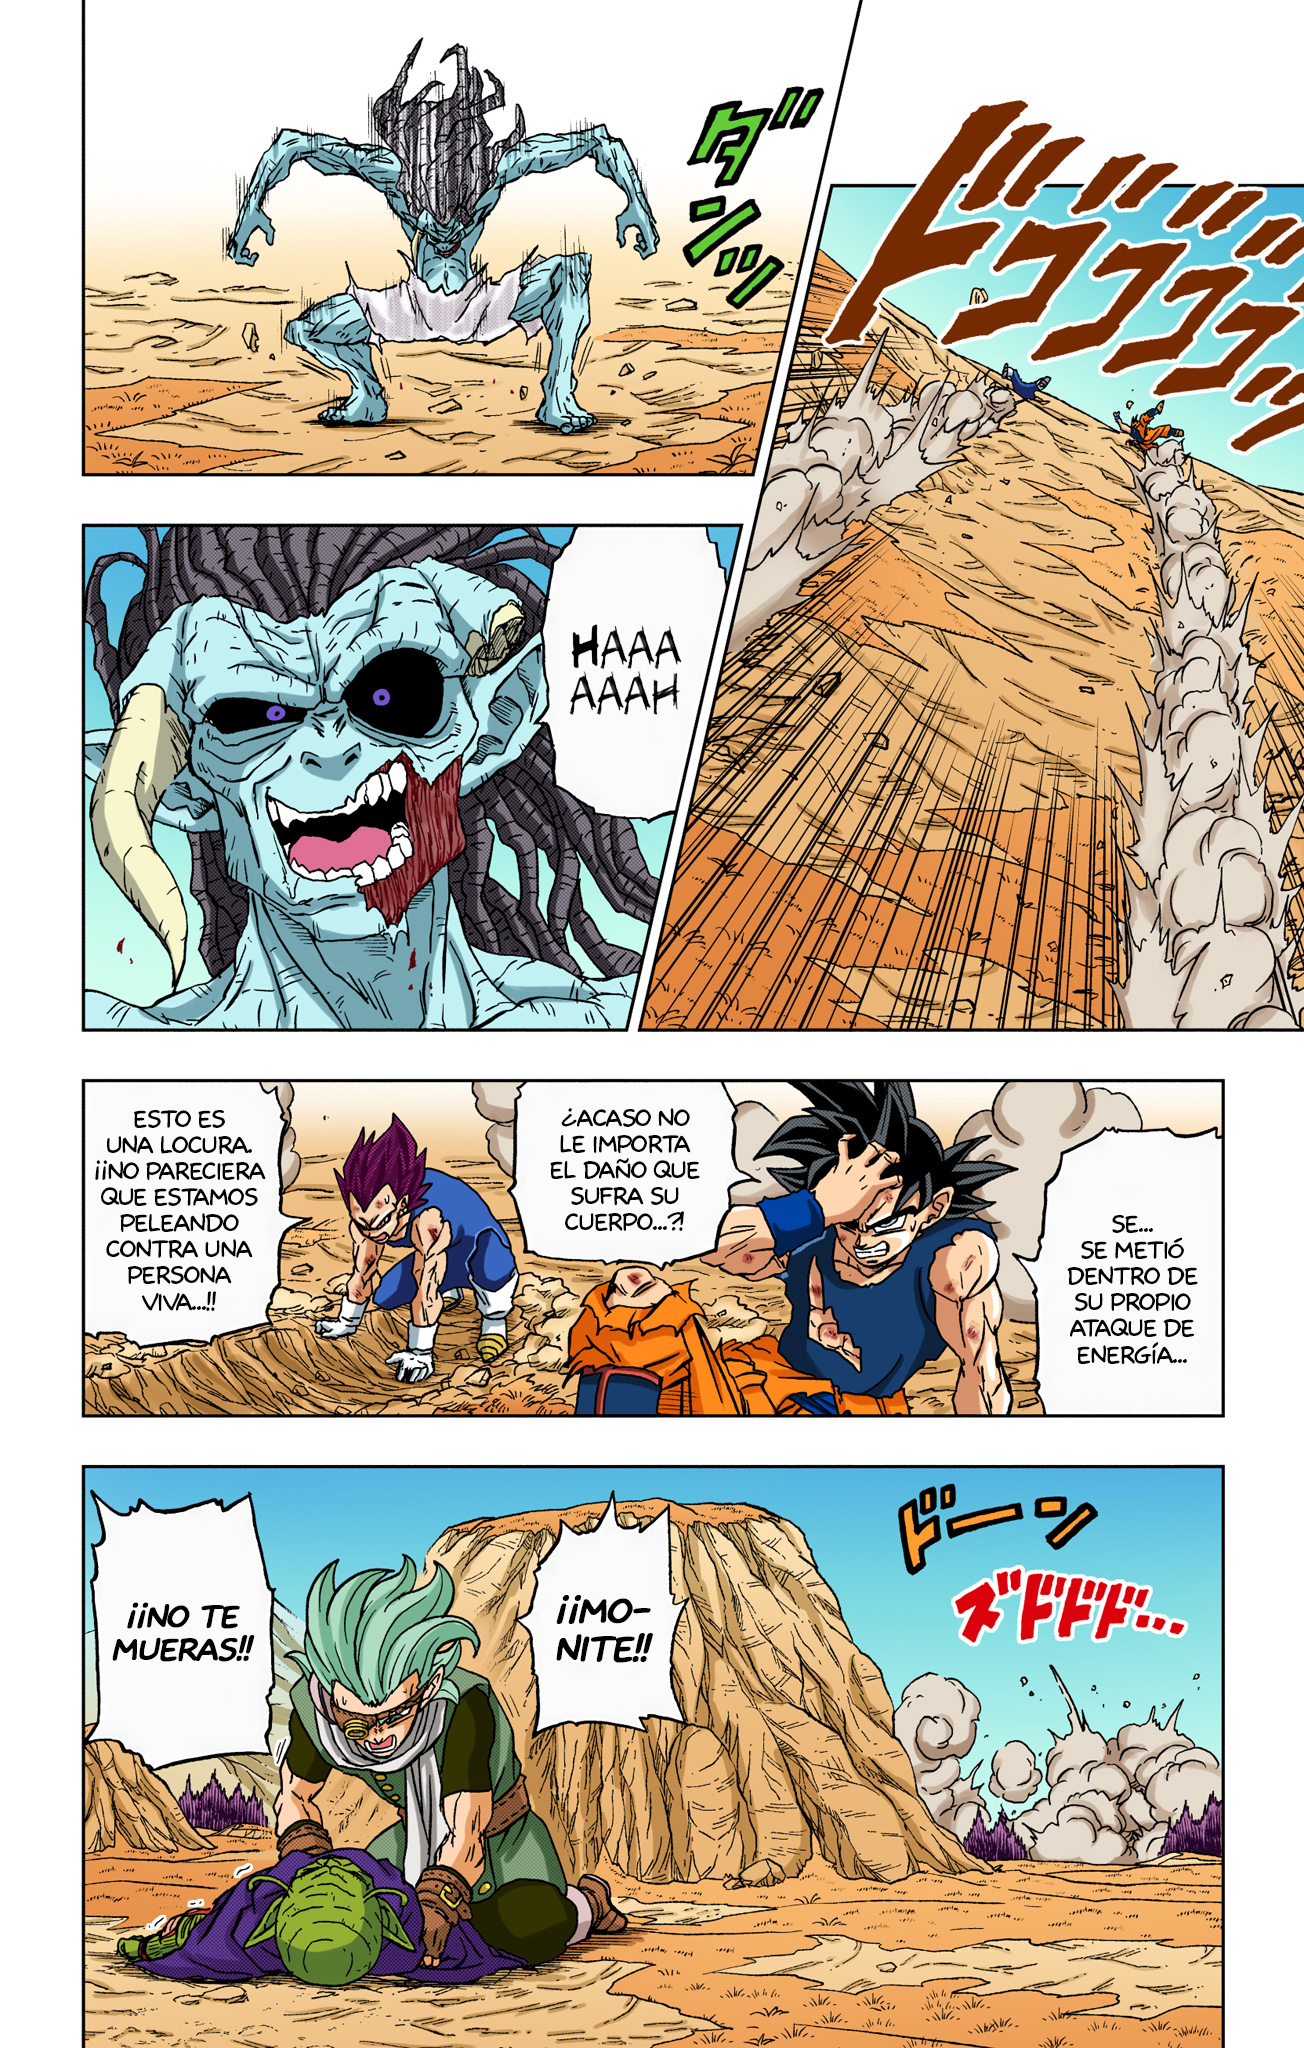 ドゴゴゴゴッ
ダンッ
HAAA
AAAH
SE...
SE METIÓ
DENTRO DE
SU PROPIO
ATAQUE DE
ENERGÍA...
¿ACASO NO
LE IMPORTA
EL DAÑO QUE
SUFRA SU
CUERPO...?!
ESTO ES
UNA LOCURA.
¡¡NO PARECIERA
QUE ESTAMOS
PELEANDO
CONTRA UNA
PERSONA
VIVA...!!
ドーン
ズドドド...
¡¡MO-
NITE!!
¡¡NO TE
MUERAS!!